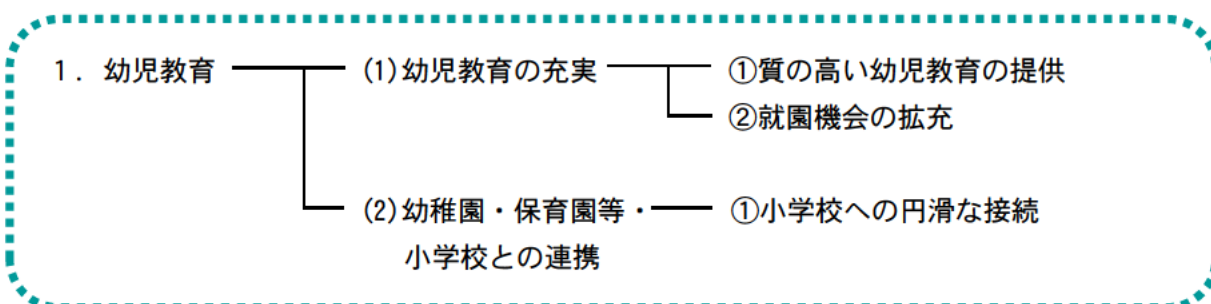 1．幼児教育 (1)幼児教育の充実 ①質の高い幼児教育の提供
②就園機会の拡充
(2)幼稚園・保育園等・ ①小学校への円滑な接続
小学校との連携